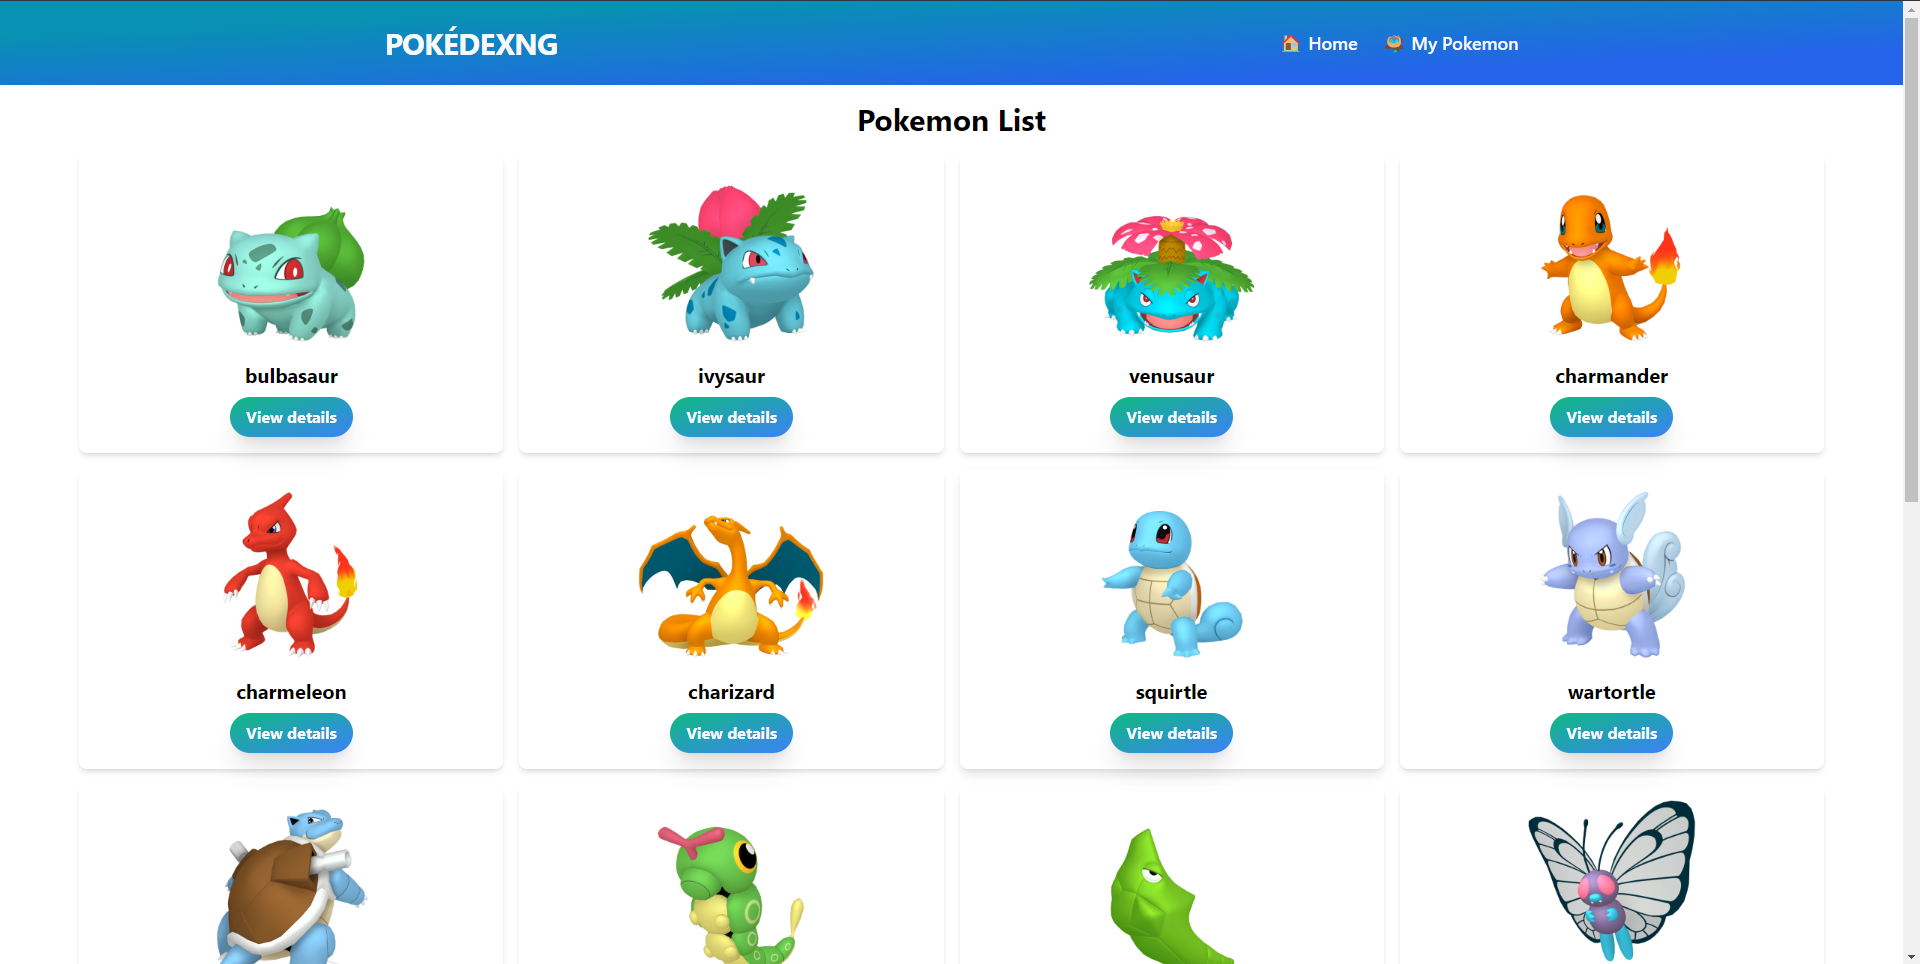 POKÉDEXNG
Home
My Pokemon
Pokemon List
bulbasaur
View details
ivysaur
View details
venusaur
View details
charmander
View details
charmeleon
View details
charizard
View details
squirtle
View details
wartortle
View details